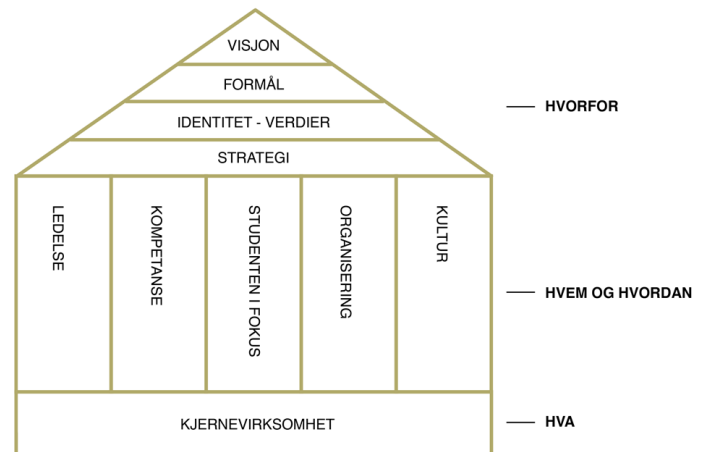 VISJON
FORMÅL
IDENTITET - VERDIER
STRATEGI
HVORFOR
LEDELSE
KOMPETANSE
STUDENTEN I FOKUS
ORGANISERING
KULTUR
HVEM OG HVORDAN
KJERNEVIRKSOMHET
HVA